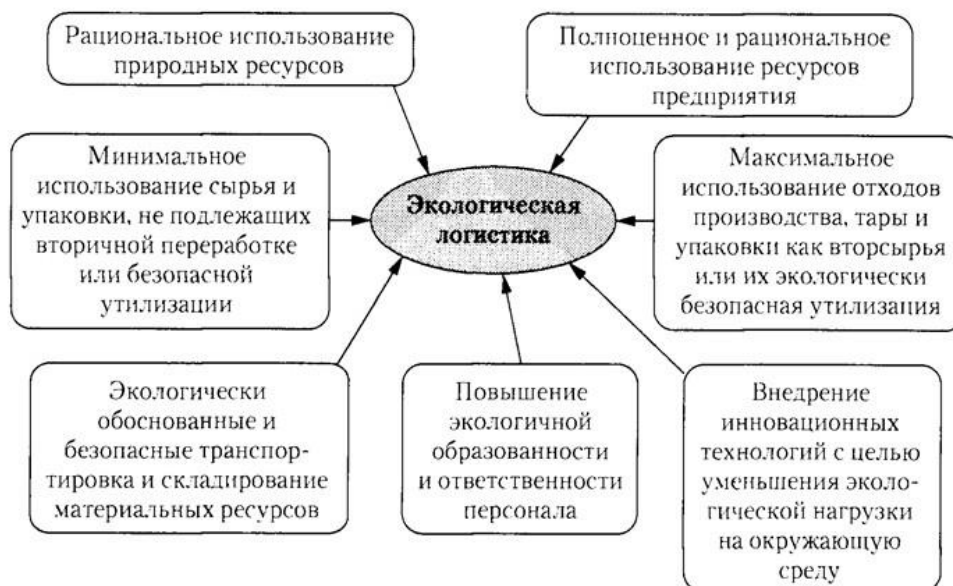 Рациональное использование
природных ресурсов
Полноценное и рациональное
использование ресурсов
предприятия
Минимальное
использование сырья и
упаковки, не подлежащих
вторичной переработке
или безопасной
утилизации
Экологическая
логистика
Максимальное
использование отходов
производства, тары и
упаковки как вторсырья
или их экологически
безопасная утилизация
Экологически
обоснованные и
безопасные транспор-
тировка и складирование
материальных ресурсов
Повышение
экологичной
образованности
и ответственности
персонала
Внедрение
инновационных
технологий с целью
уменьшения эколо-
гической нагрузки
на окружающую
среду